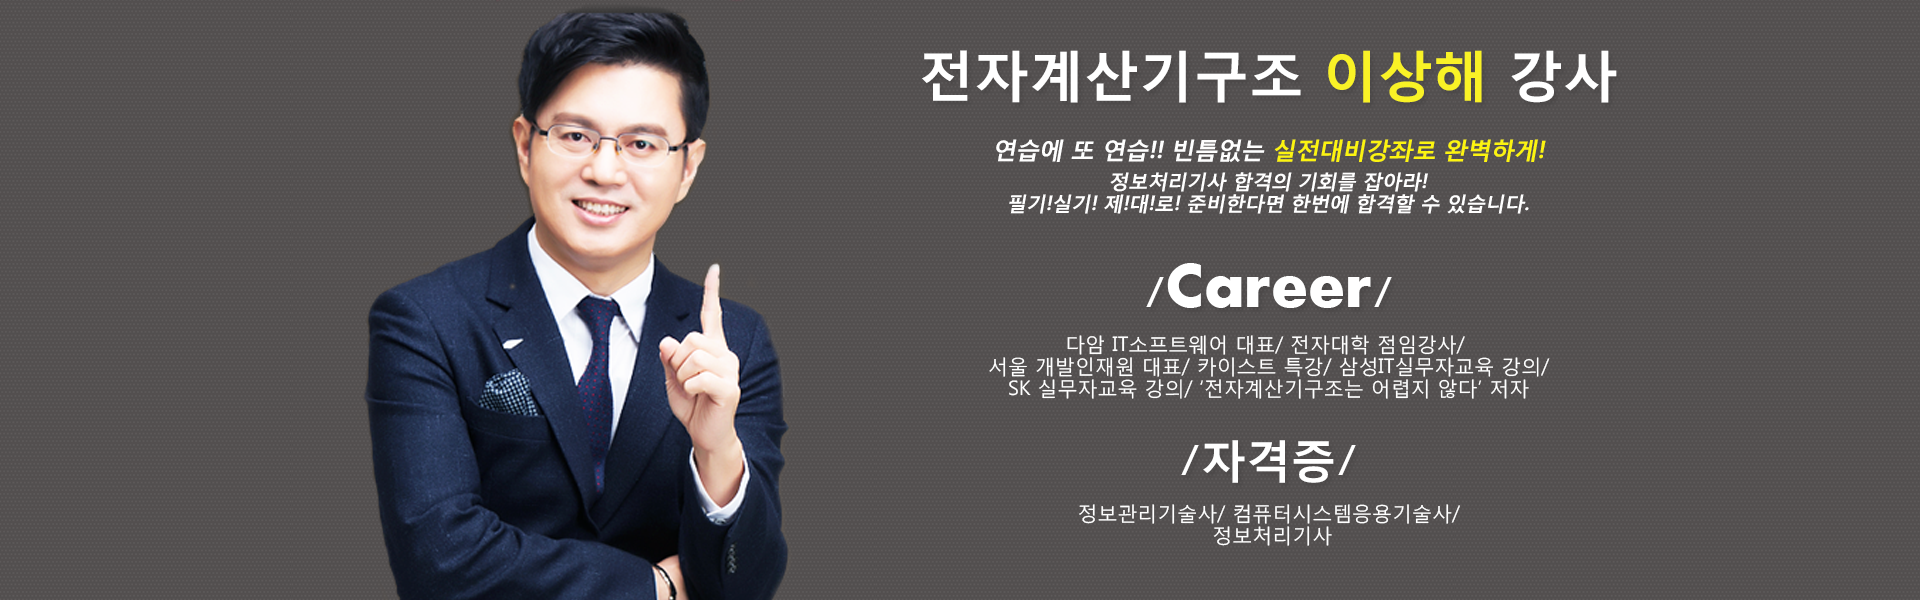 전자계산기구조 이상해 강사
연습에 또 연습!! 빈틈없는 실전대비강좌로 완벽하게!
정보처리기사 합격의 기회를 잡아라!
필기!실기! 제!대!로! 준비한다면 한번에 합격할 수 있습니다.
/Career/
다암 IT소프트웨어 대표/ 전자대학 점임강사/
서울 개발인재원 대표/ 카이스트 특강/ 삼성IT실무자교육 강의/
SK 실무자교육 강의/ ‘전자계산기구조는 어렵지 않다’ 저자
/자격증/
정보관리기술사/ 컴퓨터시스템응용기술사/
정보처리기사